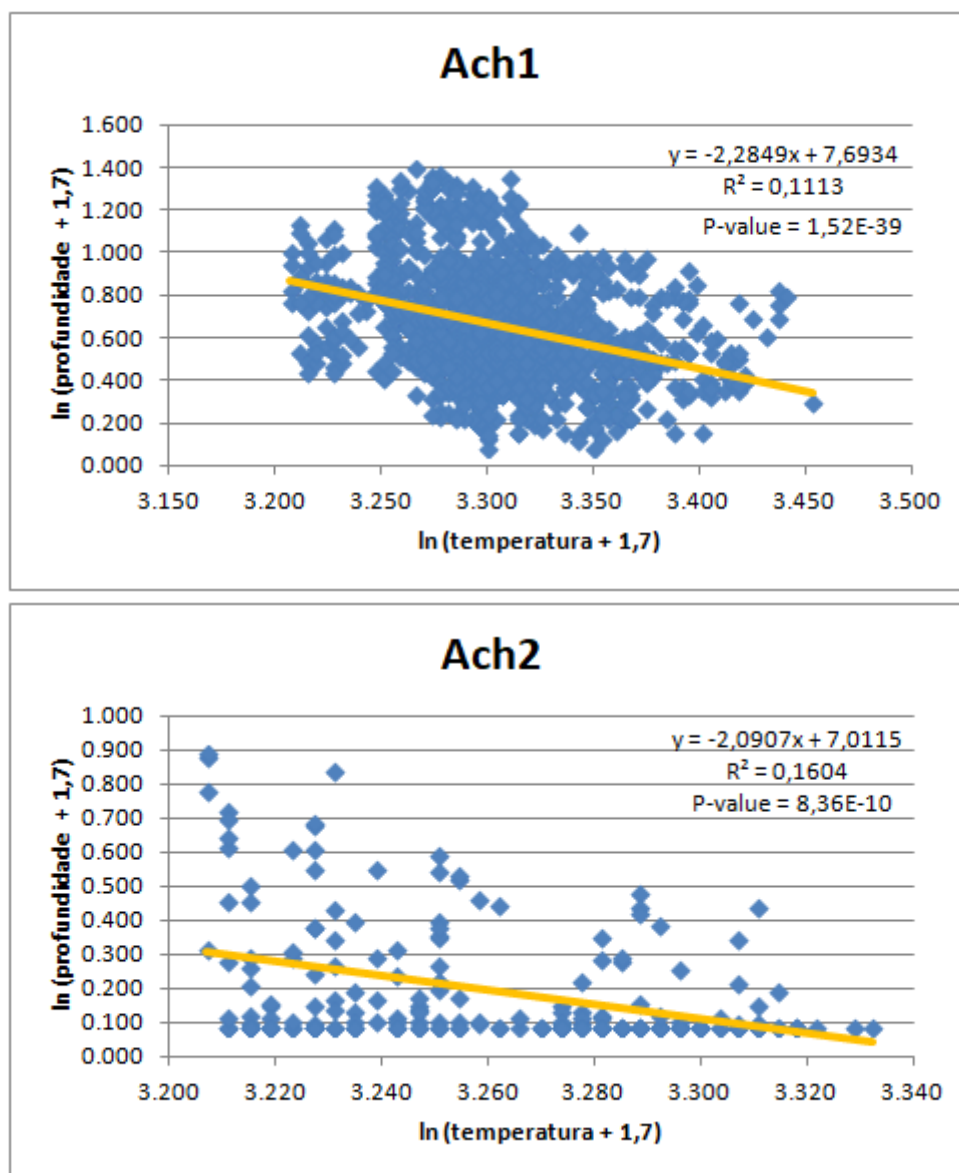 Ach1
y = -2,2849x + 7,6934
R² = 0,1113
P-value = 1,52E-39
ln (profundidade + 1,7)
1.600
1.400
1.200
1.000
0.800
0.600
0.400
0.200
0.000
3.150 3.200 3.250 3.300 3.350 3.400 3.450 3.500
ln (temperatura + 1,7)
Ach2
y = -2,0907x + 7,0115
R² = 0,1604
P-value = 8,36E-10
ln (profundidade + 1,7)
1.000
0.900
0.800
0.700
0.600
0.500
0.400
0.300
0.200
0.100
0.000
3.200 3.220 3.240 3.260 3.280 3.300 3.320 3.340
ln (temperatura + 1,7)